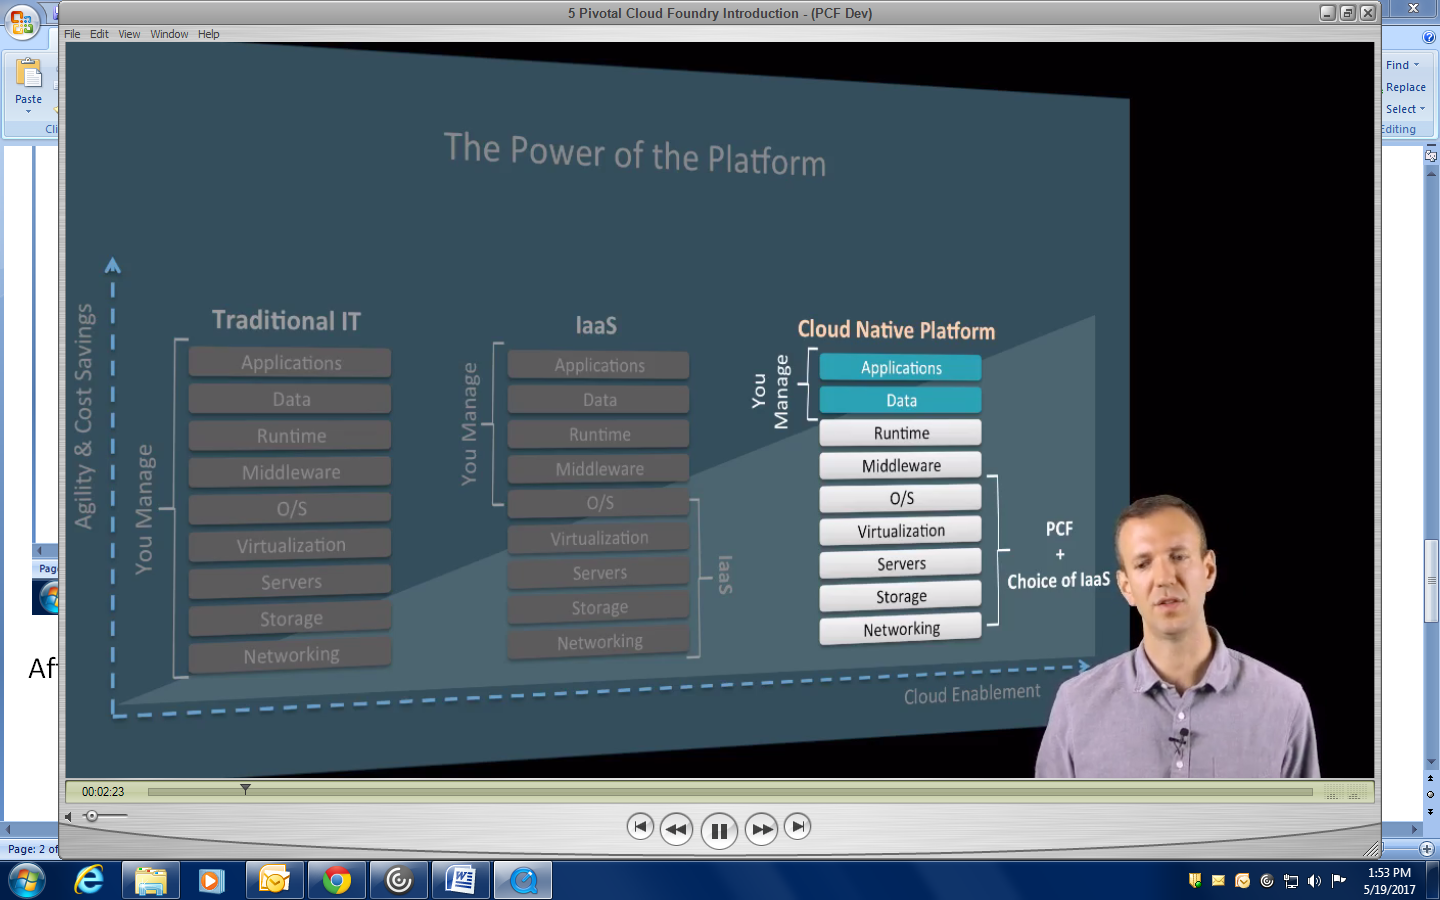 5 Pivotal Cloud Foundry Introduction - (PCF Dev)
File Edit View Window Help
Paste
Cli
Find
Replace
Select
Editing
The Power of the Platform
Agility & Cost Savings
Traditional IT
You Manage
Applications
Data
Runtime
Middleware
O/S
Virtualization
Servers
Storage
Networking
IaaS
You Manage
Applications
Data
Runtime
Middleware
O/S
Virtualization
Servers
Storage
Networking
IaaS
Cloud Native Platform
You
Manage
Applications
Data
Runtime
Middleware
O/S
Virtualization
Servers
Storage
Networking
PCF
+
Choice of IaaS
Cloud Enablement
Pag
Af
00:02:23
Page: 2 of
1:53 PM
5/19/2017